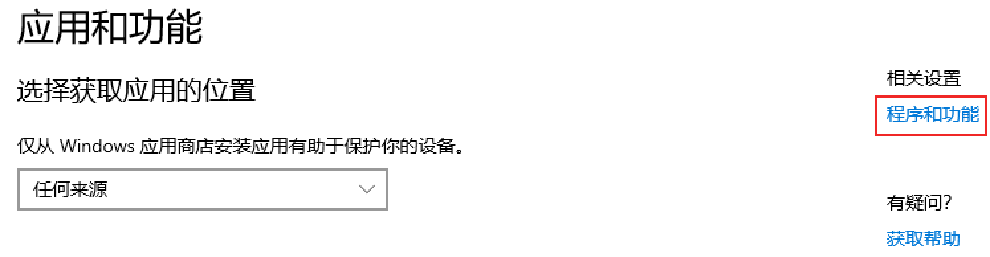 应用和功能
选择获取应用的位置
仅从 Windows 应用商店安装应用有助于保护你的设备。
任何来源
相关设置
程序和功能
有疑问?
获取帮助